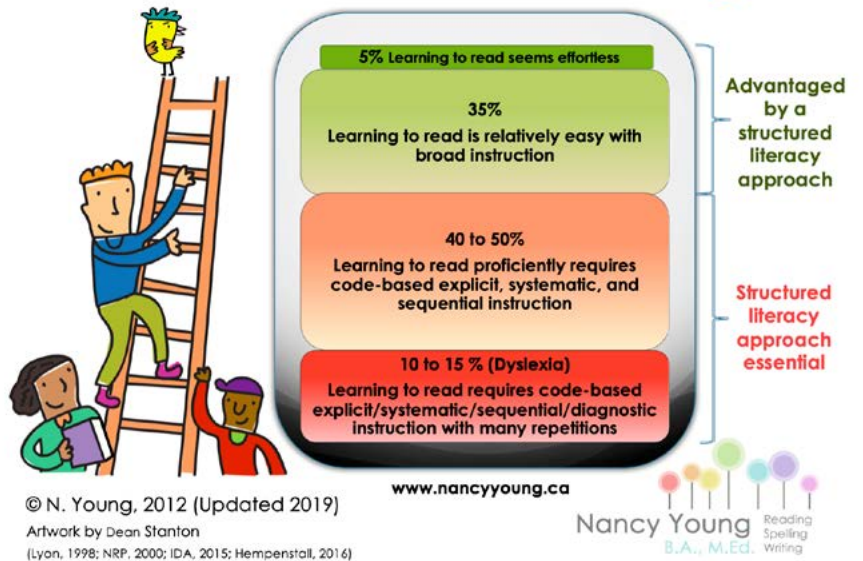 5% Learning to read seems effortless
35%
Learning to read is relatively easy with
broad instruction
40 to 50%
Learning to read proficiently requires
code-based explicit, systematic, and
sequential instruction
10 to 15 % (Dyslexia)
Learning to read requires code-based
explicit/systematic/sequential/diagnostic
instruction with many repetitions
Advantaged
by a
structured
literacy
approach
Structured
literacy
approach
essential
www.nancyyoung.ca
© N. Young, 2012 (Updated 2019)
Artwork by Dean Stanton
(Lyon, 1998; NRP, 2000; IDA, 2015; Hempenstall, 2016)
Nancy Young
B.A., M.Ed.
Reading
Spelling
Writing